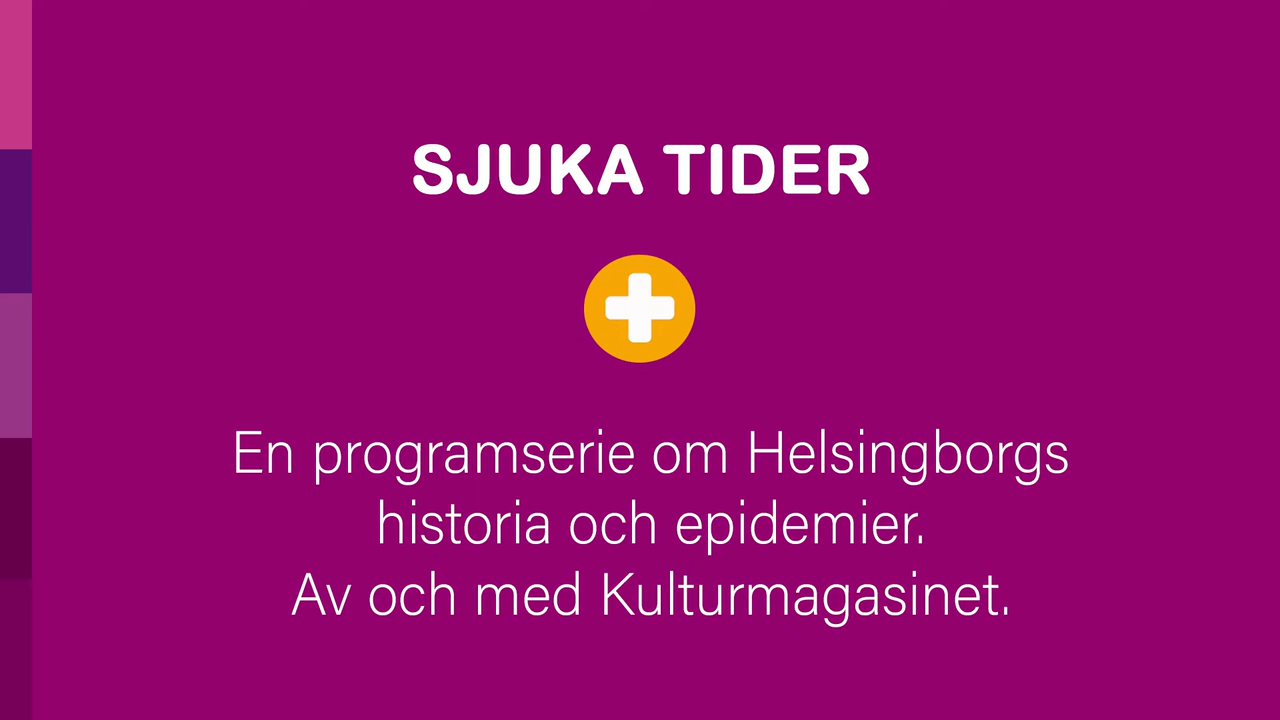 SJUKA TIDER
En programserie om Helsingborgs
historia och epidemier.
Av och med Kulturmagasinet.